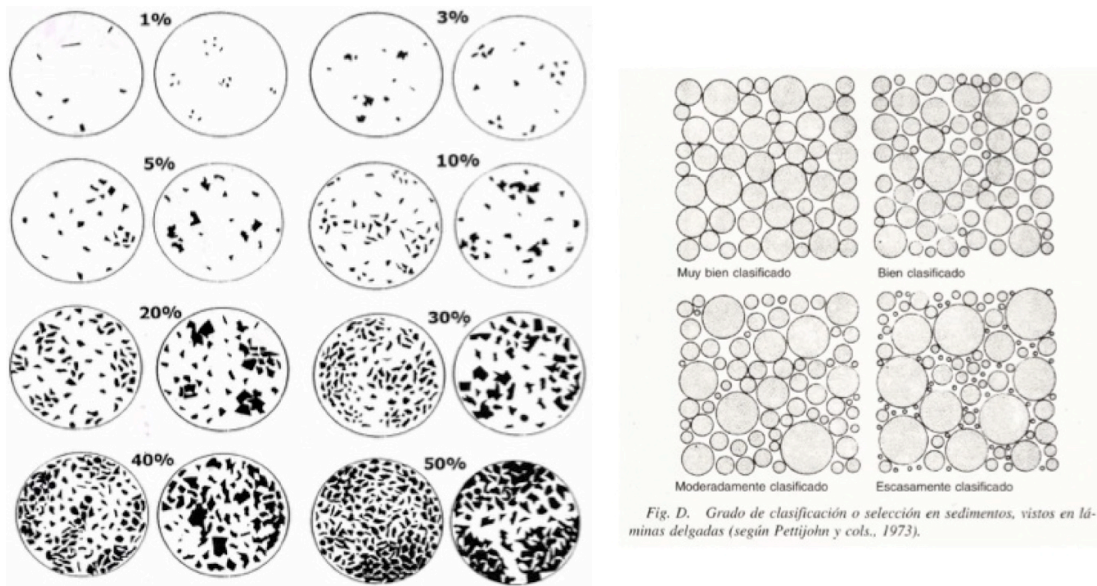 1%
3%
5%
10%
20%
30%
40%
50%
Muy bien clasificado
Bien clasificado
Moderadamente clasificado
Escasamente clasificado
Fig. D. Grado de clasificación o selección en sedimentos, vistos en lá-
minas delgadas (según Pettijohn y cols., 1973).